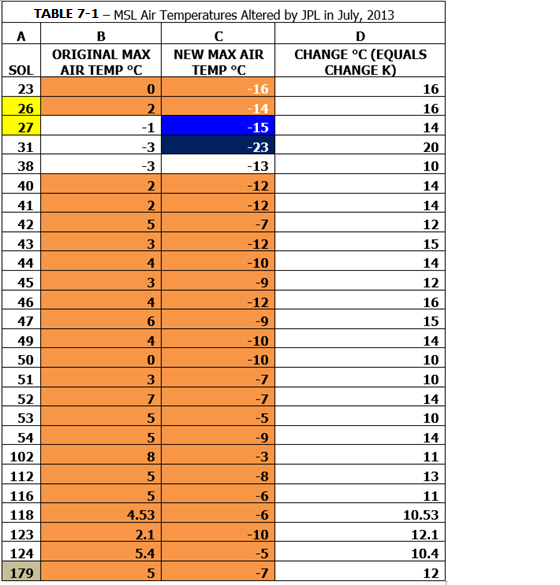 TABLE 7-1 – MSL Air Temperatures Altered by JPL in July, 2013
A B C D
SOL ORIGINAL MAX AIR TEMP °C NEW MAX AIR TEMP °C CHANGE °C (EQUALS CHANGE K)
23 0 -16 16
26 2 -14 16
27 -1 -15 14
31 -3 -23 20
38 -3 -13 10
40 2 -12 14
41 2 -12 14
42 5 -7 12
43 3 -12 15
44 4 -10 14
45 3 -9 12
46 4 -12 16
47 6 -9 15
49 4 -10 14
50 0 -10 10
51 3 -7 10
52 7 -7 14
53 5 -5 10
54 5 -9 14
102 8 -3 11
112 5 -8 13
116 5 -6 11
118 4.53 -6 10.53
123 2.1 -10 12.1
124 5.4 -5 10.4
179 5 -7 12